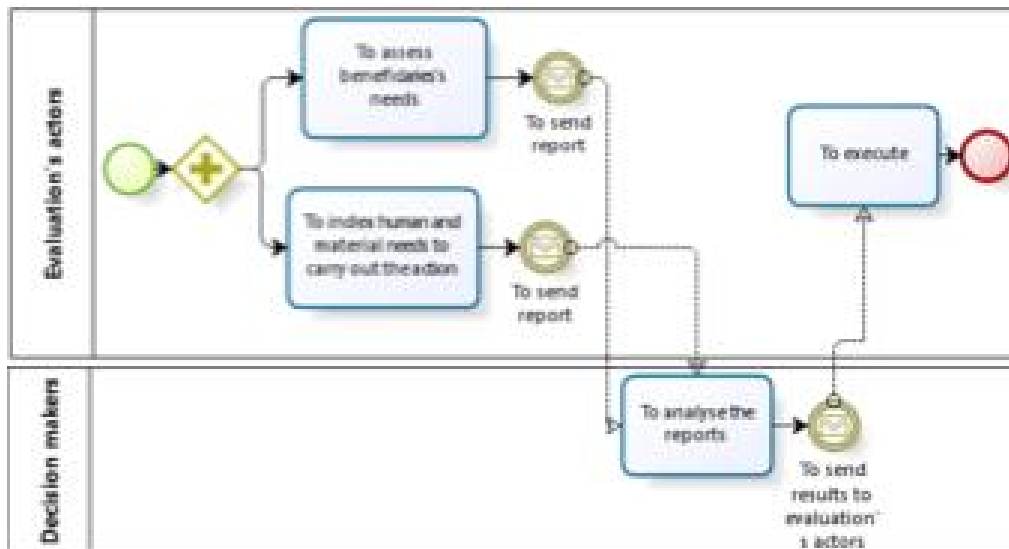 Evaluation's actors
To assess
beneficiaries's
needs
To send
report
To index human and
material needs to
carry out the action
To send
report
To execute
Decision makers
To analyse the
reports
To send
results to
evaluation`
s actors